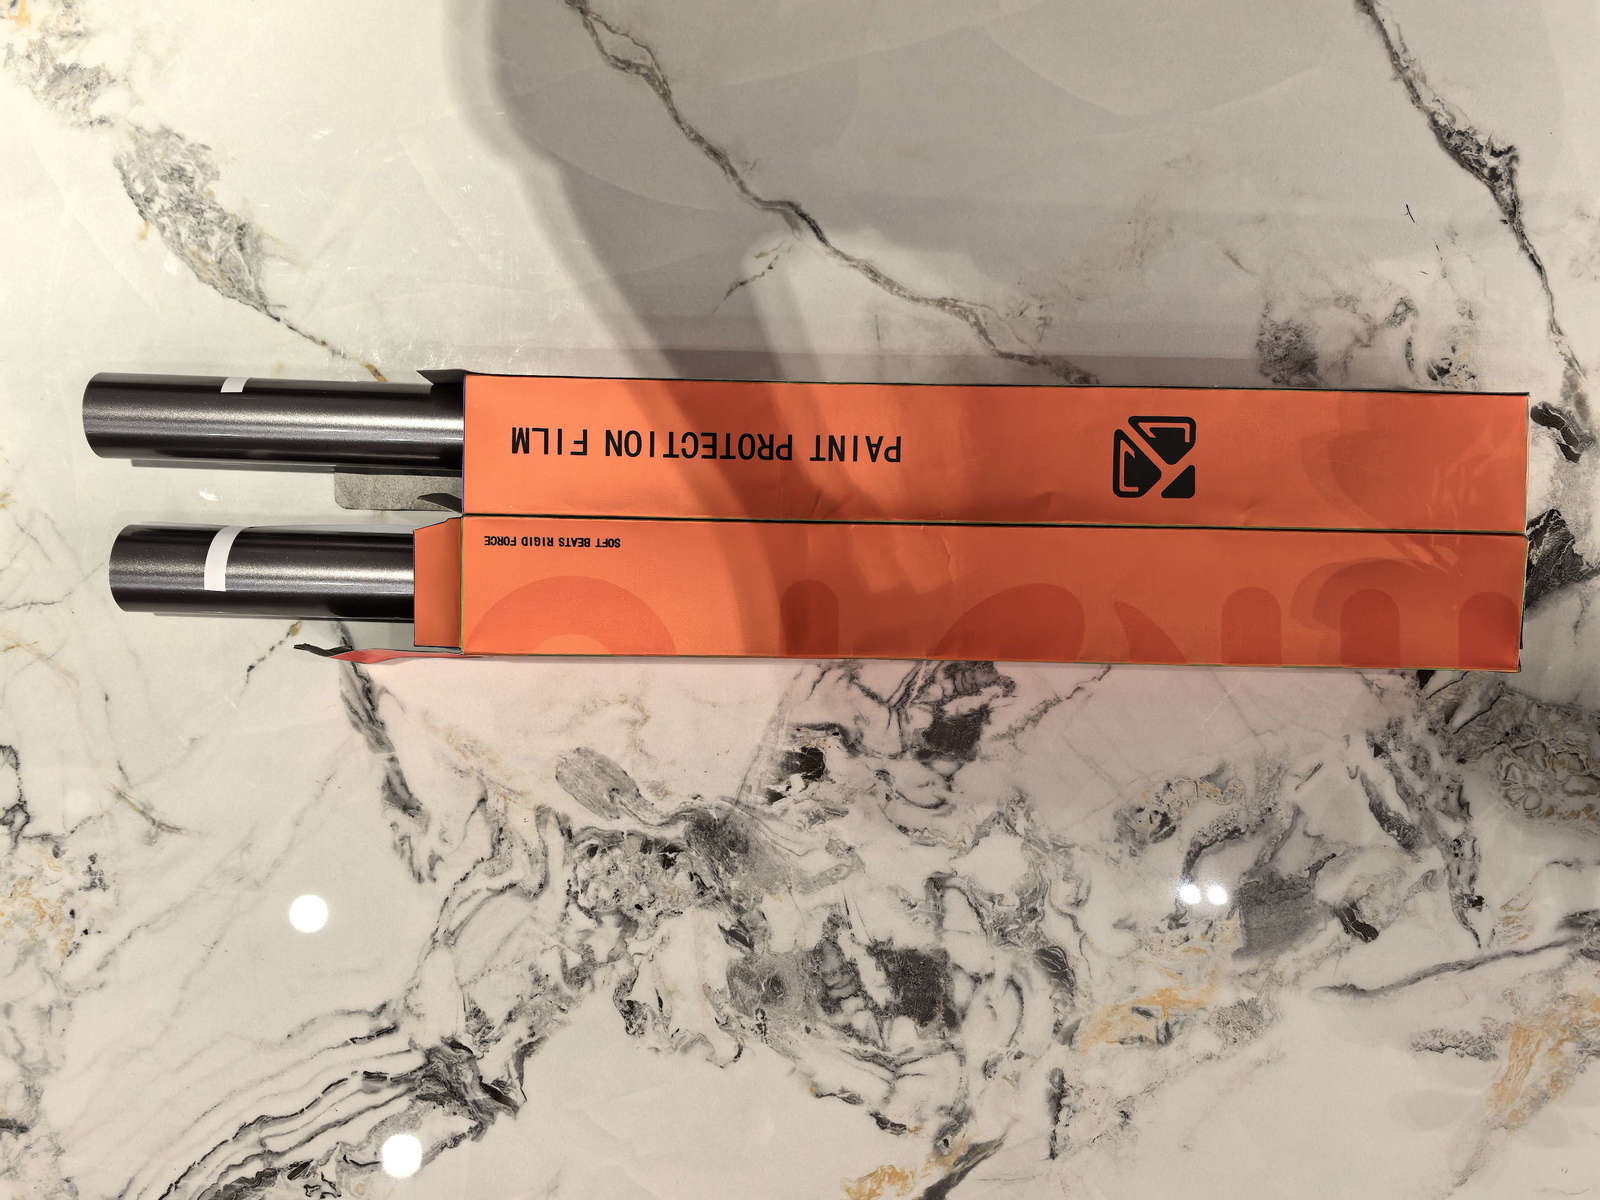 PAINT PROTECTION FILM
SOFT BEATS RIGID FORCE